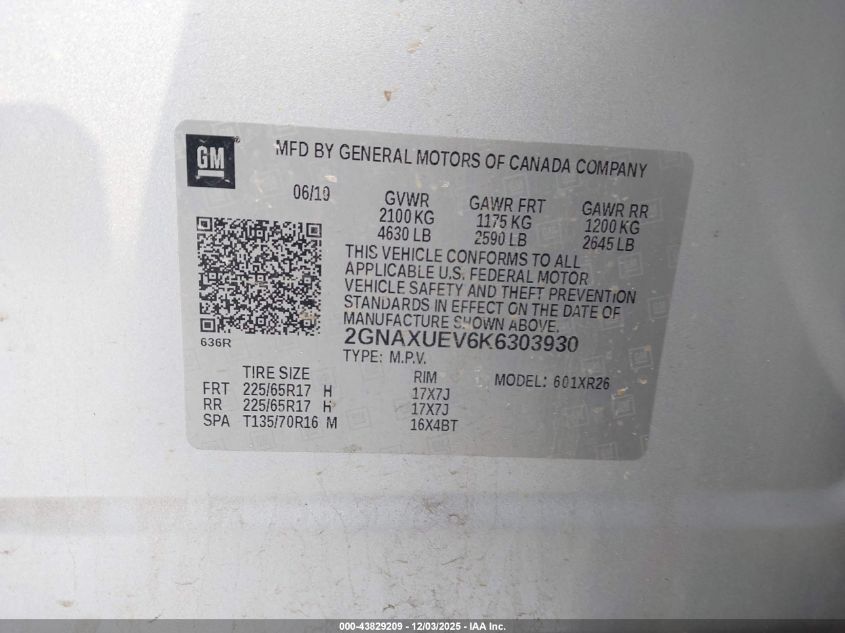 GM
MFD BY GENERAL MOTORS OF CANADA COMPANY
06/19 GVWR GAWR FRT GAWR RR
2100 KG 1175 KG 1200 KG
4630 LB 2590 LB 2645 LB
THIS VEHICLE CONFORMS TO ALL
APPLICABLE U.S. FEDERAL MOTOR
VEHICLE SAFETY AND THEFT PREVENTION
STANDARDS IN EFFECT ON THE DATE OF
MANUFACTURE SHOWN ABOVE.
636R
2GNAXUEV6K6303930
TYPE: M.P.V.
TIRE SIZE RIM MODEL: 601XR26
FRT 225/65R17 H 17X7J
RR 225/65R17 H 17X7J
SPA T135/70R16 M 16X4BT
000-43829209 - 12/03/2025 - IAA Inc.